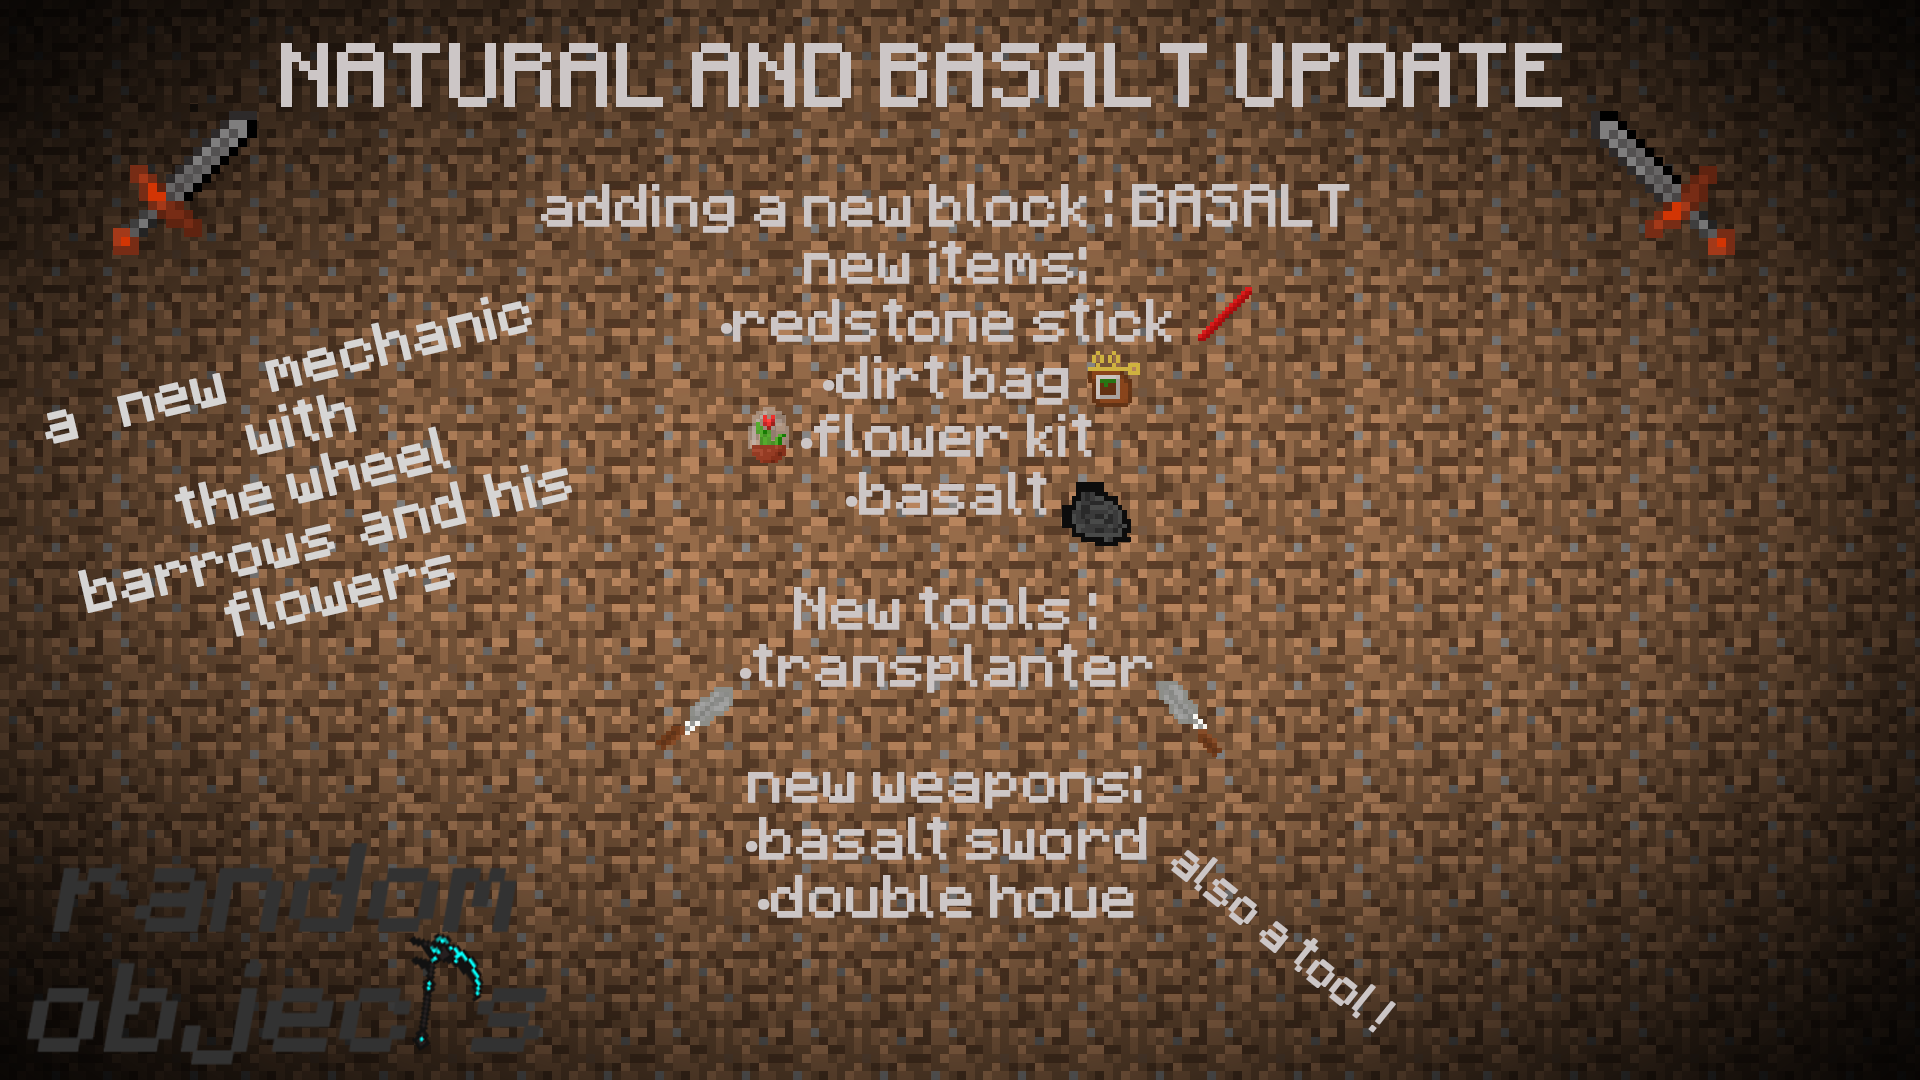 NATURAL AND BASALT UPDATE
adding a new block : BASALT
new items:
•redstone stick
•dirt bag
•flower kit
•basalt
a new mechanic
with
the wheel
barrows and his
flowers
New tools :
•transplanter
new weapons:
•basalt sword
•double houe
also a tool !
random
objects